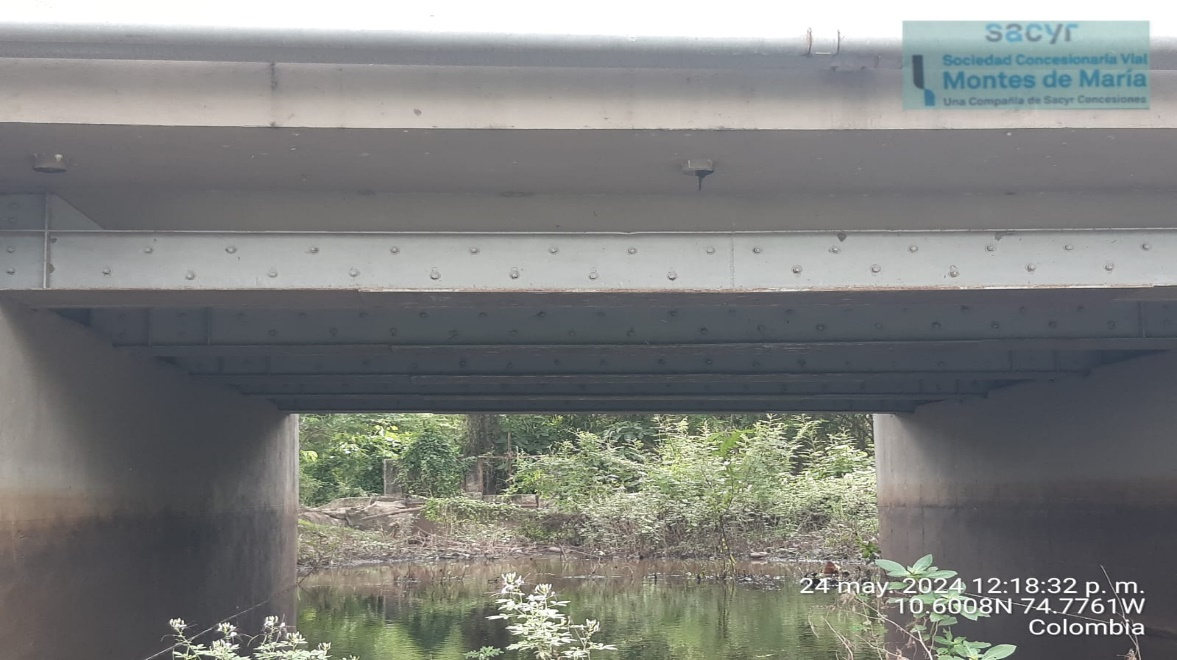 sacyr
Sociedad Concesionaria Vial
Montes de María
Una Compañia de Sacyr Concesiones
24 may. 2024 12:18:32 p. m.
10.6008N 74.7761W
Colombia